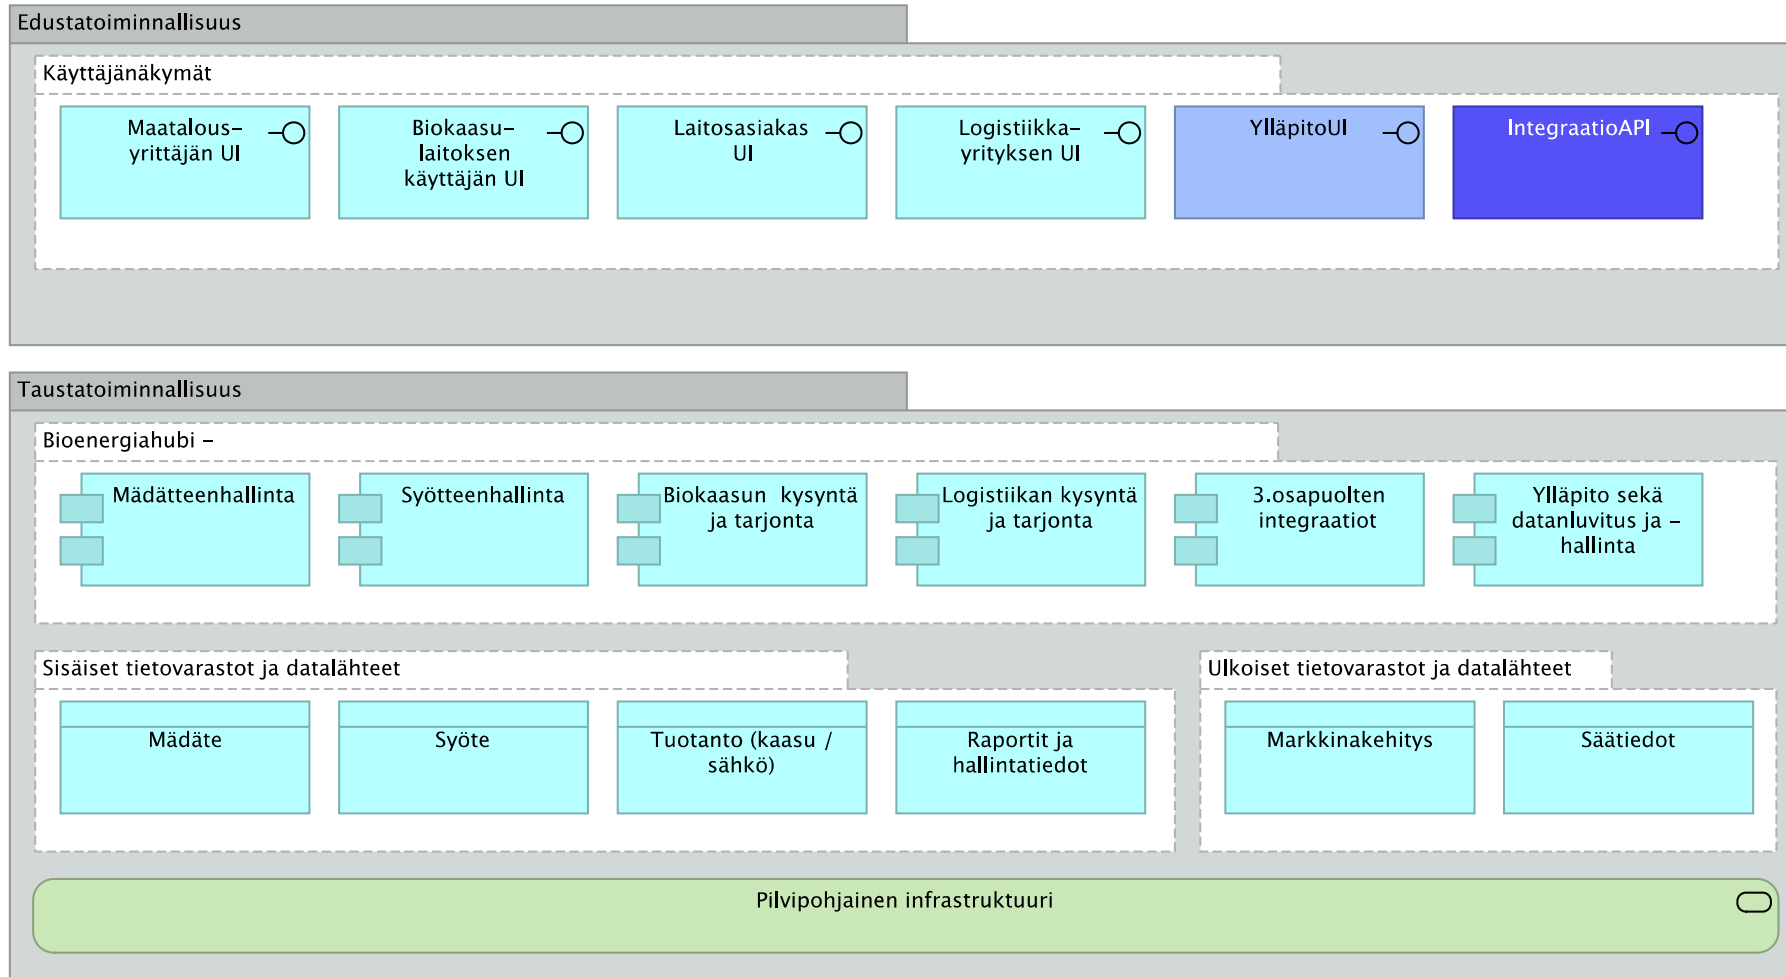 Edustatoiminnallisuus
Käyttäjänäkymät
Maatalous-
yrittäjän UI
Biokaasu-
laitoksen
käyttäjän UI
Laitosasiakas
UI
Logistiikka-
yrityksen UI
YlläpitoUI
IntegraatioAPI
Taustatoiminnallisuus
Bioenergiahubi -
Mädätteenhallinta
Syötteenhallinta
Biokaasun kysyntä
ja tarjonta
Logistiikan kysyntä
ja tarjonta
3.osapuolten
integraatiot
Ylläpito sekä
datanluvitus ja -
hallinta
Sisäiset tietovarastot ja datalähteet
Mädäte
Syöte
Tuotanto (kaasu /
sähkö)
Raportit ja
hallintatiedot
Ulkoiset tietovarastot ja datalähteet
Markkinakehitys
Säätiedot
Pilvipohjainen infrastruktuuri